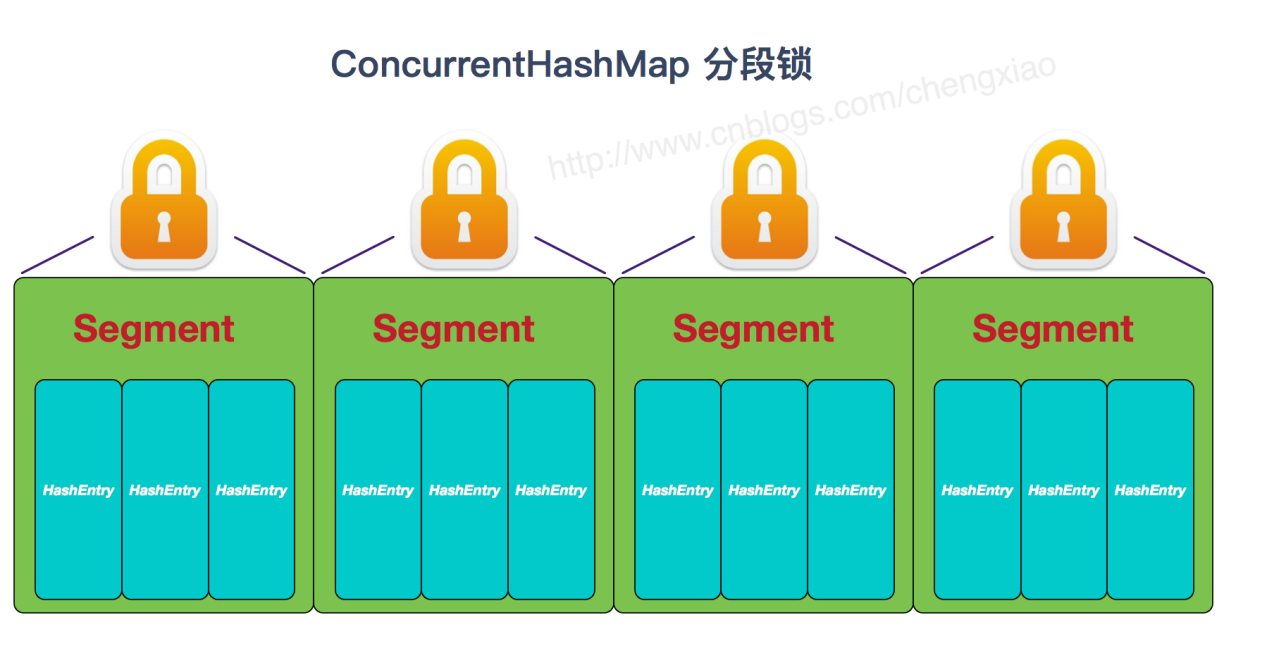 ConcurrentHashMap 分段锁
http://www.cnblogs.com/chengxiao
Segment Segment Segment Segment
HashEntry HashEntry HashEntry HashEntry HashEntry HashEntry HashEntry HashEntry HashEntry HashEntry HashEntry HashEntry